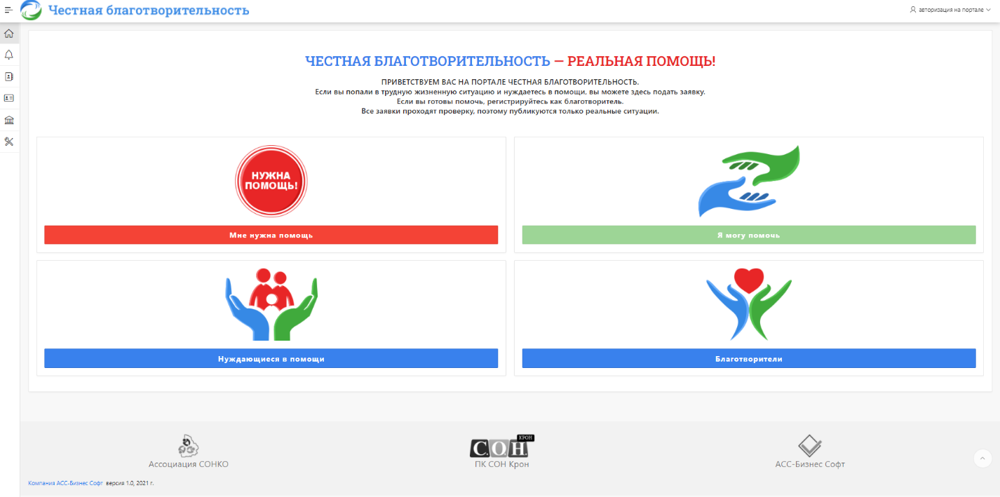 Честная благотворительность
авторизация на портале
ЧЕСТНАЯ БЛАГОТВОРИТЕЛЬНОСТЬ — РЕАЛЬНАЯ ПОМОЩЬ!
ПРИВЕТСТВУЕМ ВАС НА ПОРТАЛЕ ЧЕСТНАЯ БЛАГОТВОРИТЕЛЬНОСТЬ.
Если вы попали в трудную жизненную ситуацию и нуждаетесь в помощи, вы можете здесь подать заявку.
Если вы готовы помочь, регистрируйтесь как благотворитель.
Все заявки проходят проверку, поэтому публикуются только реальные ситуации.
НУЖНА
ПОМОЩЬ!
Мне нужна помощь
Я могу помочь
Нуждающиеся в помощи
Благотворители
Ассоциация СОНКО
КРОН
С.О.Н.
ПК СОН Крон
АСС-Бизнес Софт
Компания АСС-Бизнес Софт версия 1.0, 2021 г.